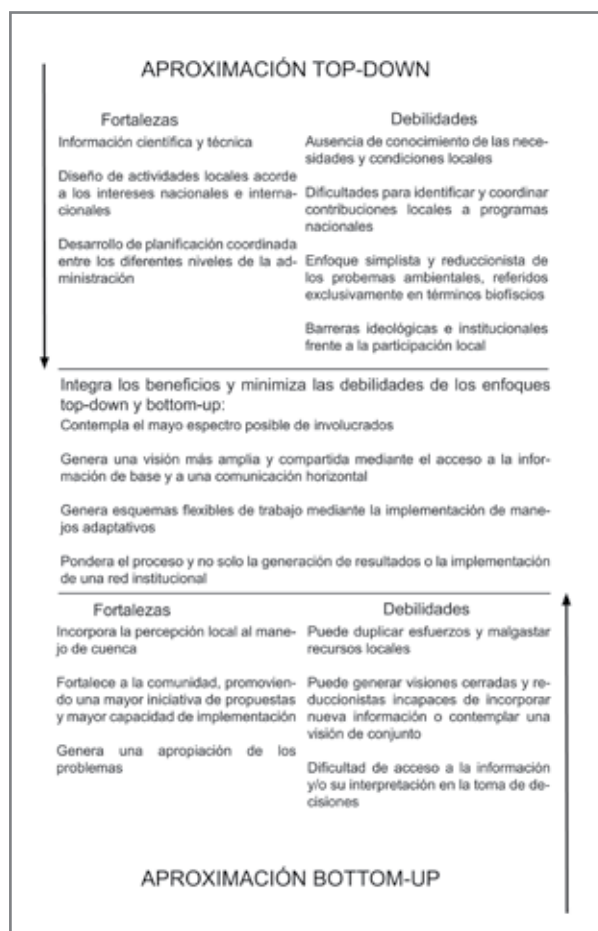 APROXIMACIÓN TOP-DOWN
Fortalezas
Información científica y técnica
Diseño de actividades locales acorde
a los intereses nacionales e interna-
cionales
Desarrollo de planificación coordinada
entre los diferentes niveles de la ad-
ministración
Debilidades
Ausencia de conocimiento de las nece-
sidades y condiciones locales
Dificultades para identificar y coordinar
contribuciones locales a programas
nacionales
Enfoque simplista y reduccionista de
los probemas ambientales, referidos
exclusivamente en términos biofíscios
Barreras ideológicas e institucionales
frente a la participación local
Integra los beneficios y minimiza las debilidades de los enfoques
top-down y bottom-up:
Contempla el mayo espectro posible de involucrados
Genera una visión más amplia y compartida mediante el acceso a la infor-
mación de base y a una comunicación horizontal
Genera esquemas flexibles de trabajo mediante la implementación de mane-
jos adaptativos
Pondera el proceso y no solo la generación de resultados o la implementación
de una red institucional
Fortalezas
Incorpora la percepción local al mane-
jo de cuenca
Fortalece a la comunidad, promovien-
do una mayor iniciativa de propuestas
y mayor capacidad de implementación
Genera una apropiación de los
problemas
Debilidades
Puede duplicar esfuerzos y malgastar
recursos locales
Puede generar visiones cerradas y re-
duccionistas incapaces de incorporar
nueva información o contemplar una
visión de conjunto
Dificultad de acceso a la información
y/o su interpretación en la toma de de-
cisiones
APROXIMACIÓN BOTTOM-UP